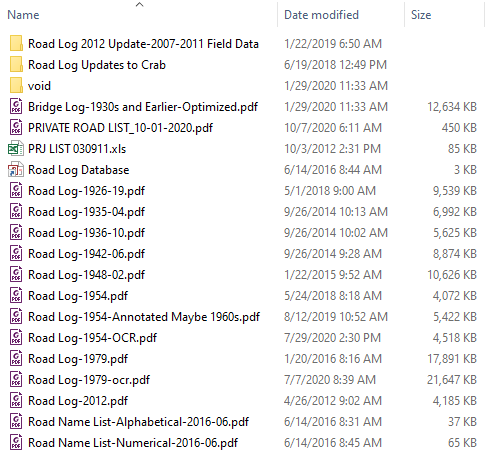 Name Date modified Size
Road Log 2012 Update-2007-2011 Field Data 1/22/2019 6:50 AM
Road Log Updates to Crab 6/19/2018 12:49 PM
void 1/29/2020 11:33 AM
Bridge Log-1930s and Earlier-Optimized.pdf 1/29/2020 11:33 AM 12,634 KB
PRIVATE ROAD LIST_10-01-2020.pdf 10/7/2020 6:11 AM 450 KB
PRJ LIST 030911.xls 10/3/2012 2:31 PM 85 KB
Road Log Database 6/14/2016 8:44 AM 3 KB
Road Log-1926-19.pdf 5/1/2018 9:00 AM 9,539 KB
Road Log-1935-04.pdf 9/26/2014 10:13 AM 6,992 KB
Road Log-1936-10.pdf 9/26/2014 10:02 AM 5,625 KB
Road Log-1942-06.pdf 9/26/2014 9:28 AM 8,874 KB
Road Log-1948-02.pdf 1/22/2015 9:52 AM 10,626 KB
Road Log-1954.pdf 5/24/2018 8:18 AM 4,072 KB
Road Log-1954-Annotated Maybe 1960s.pdf 8/12/2019 10:52 AM 5,422 KB
Road Log-1954-OCR.pdf 7/29/2020 2:30 PM 4,518 KB
Road Log-1979.pdf 1/20/2016 8:16 AM 17,891 KB
Road Log-1979-ocr.pdf 7/7/2020 8:39 AM 21,647 KB
Road Log-2012.pdf 4/26/2012 9:02 AM 4,185 KB
Road Name List-Alphabetical-2016-06.pdf 6/14/2016 8:31 AM 37 KB
Road Name List-Numerical-2016-06.pdf 6/14/2016 8:45 AM 65 KB